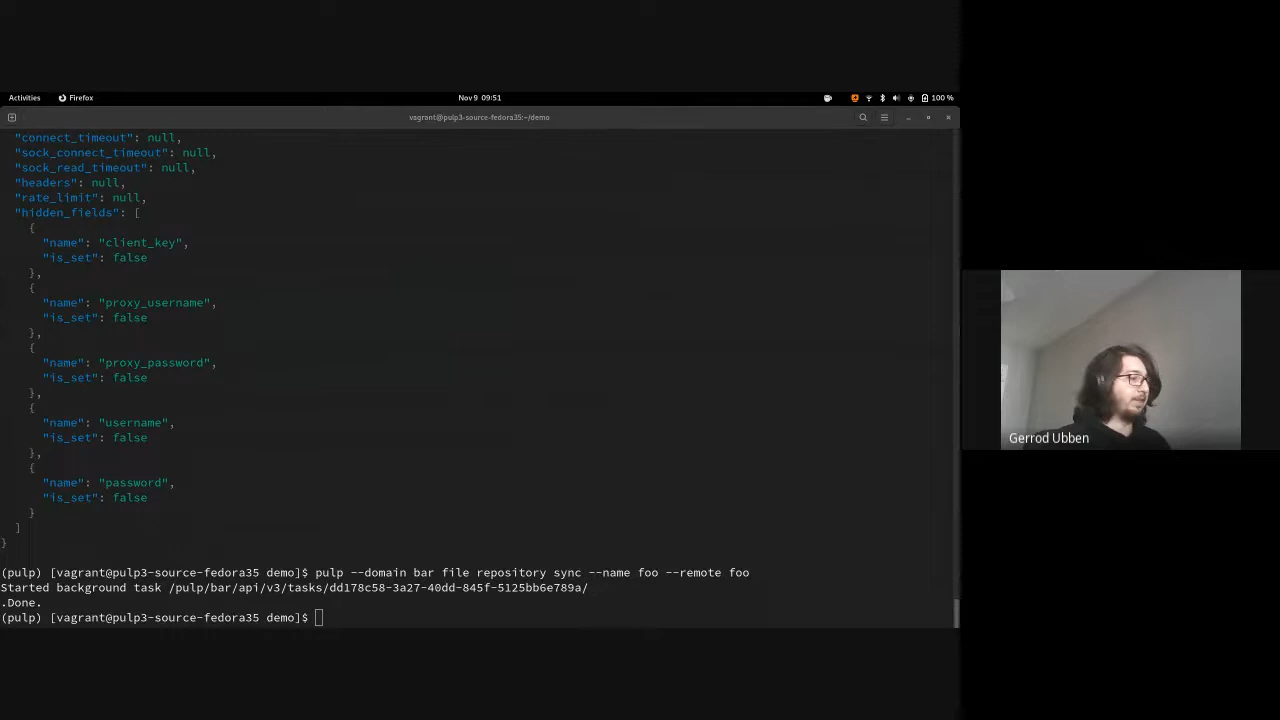 Activities Firefox Nov 9 09:51 100 %
vagrant@pulp3-source-fedora35:~/demo
"connect_timeout": null,
"sock_connect_timeout": null,
"sock_read_timeout": null,
"headers": null,
"rate_limit": null,
"hidden_fields": [
{
"name": "client_key",
"is_set": false
},
{
"name": "proxy_username",
"is_set": false
},
{
"name": "proxy_password",
"is_set": false
},
{
"name": "username",
"is_set": false
},
{
"name": "password",
"is_set": false
}
]
}
(pulp) [vagrant@pulp3-source-fedora35 demo]$ pulp --domain bar file repository sync --name foo --remote foo
Started background task /pulp/bar/api/v3/tasks/dd178c58-3a27-40dd-845f-5125bb6e789a/
.Done.
(pulp) [vagrant@pulp3-source-fedora35 demo]$
Gerrod Ubben